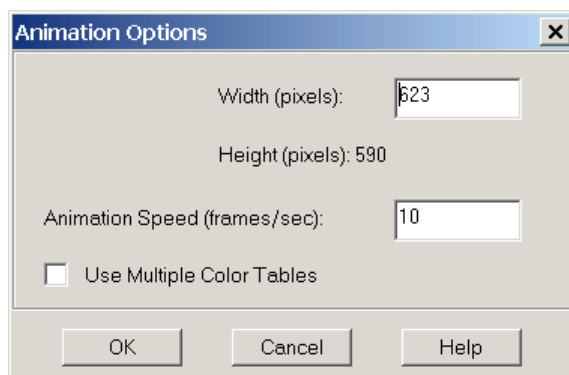 Animation Options
Width (pixels): 623
Height (pixels): 590
Animation Speed (frames/sec): 10
Use Multiple Color Tables
OK Cancel Help